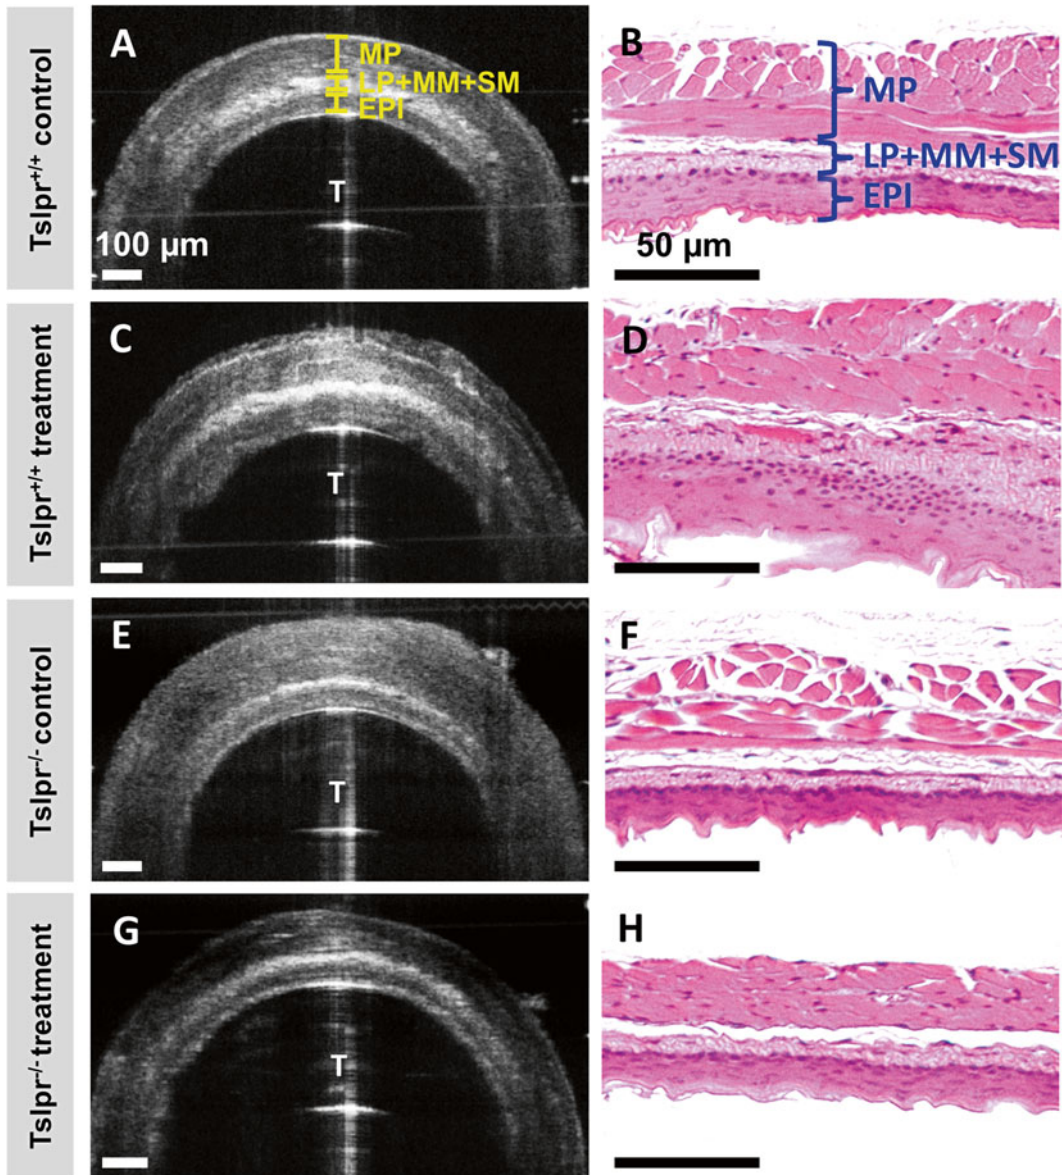 Tslpr+/+ control
A
MP
LP+MM+SM
EPI
T
100 µm
B
MP
LP+MM+SM
EPI
50 µm
Tslpr+/+ treatment
C
T
D
Tslpr-/- control
E
T
F
Tslpr-/- treatment
G
T
H